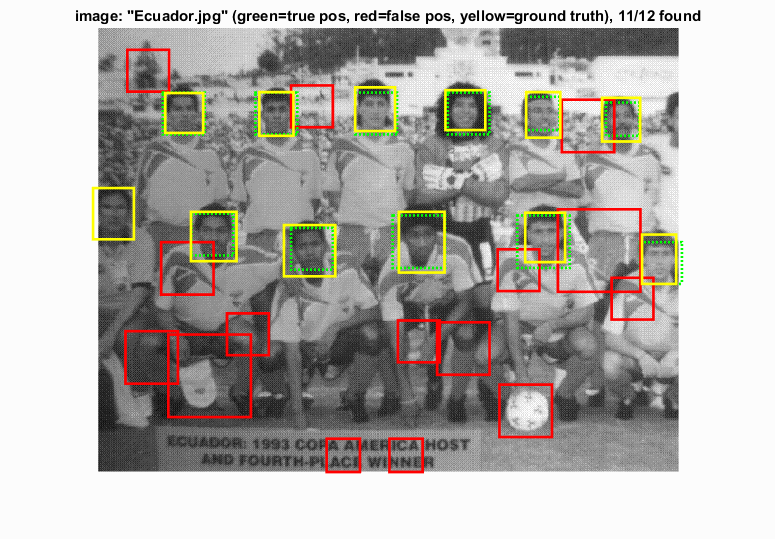 image: "Ecuador.jpg" (green=true pos, red=false pos, yellow=ground truth), 11/12 found
ECUADOR: 1993 COPA AMERICA HOST
AND FOURTH-PLACE WINNER